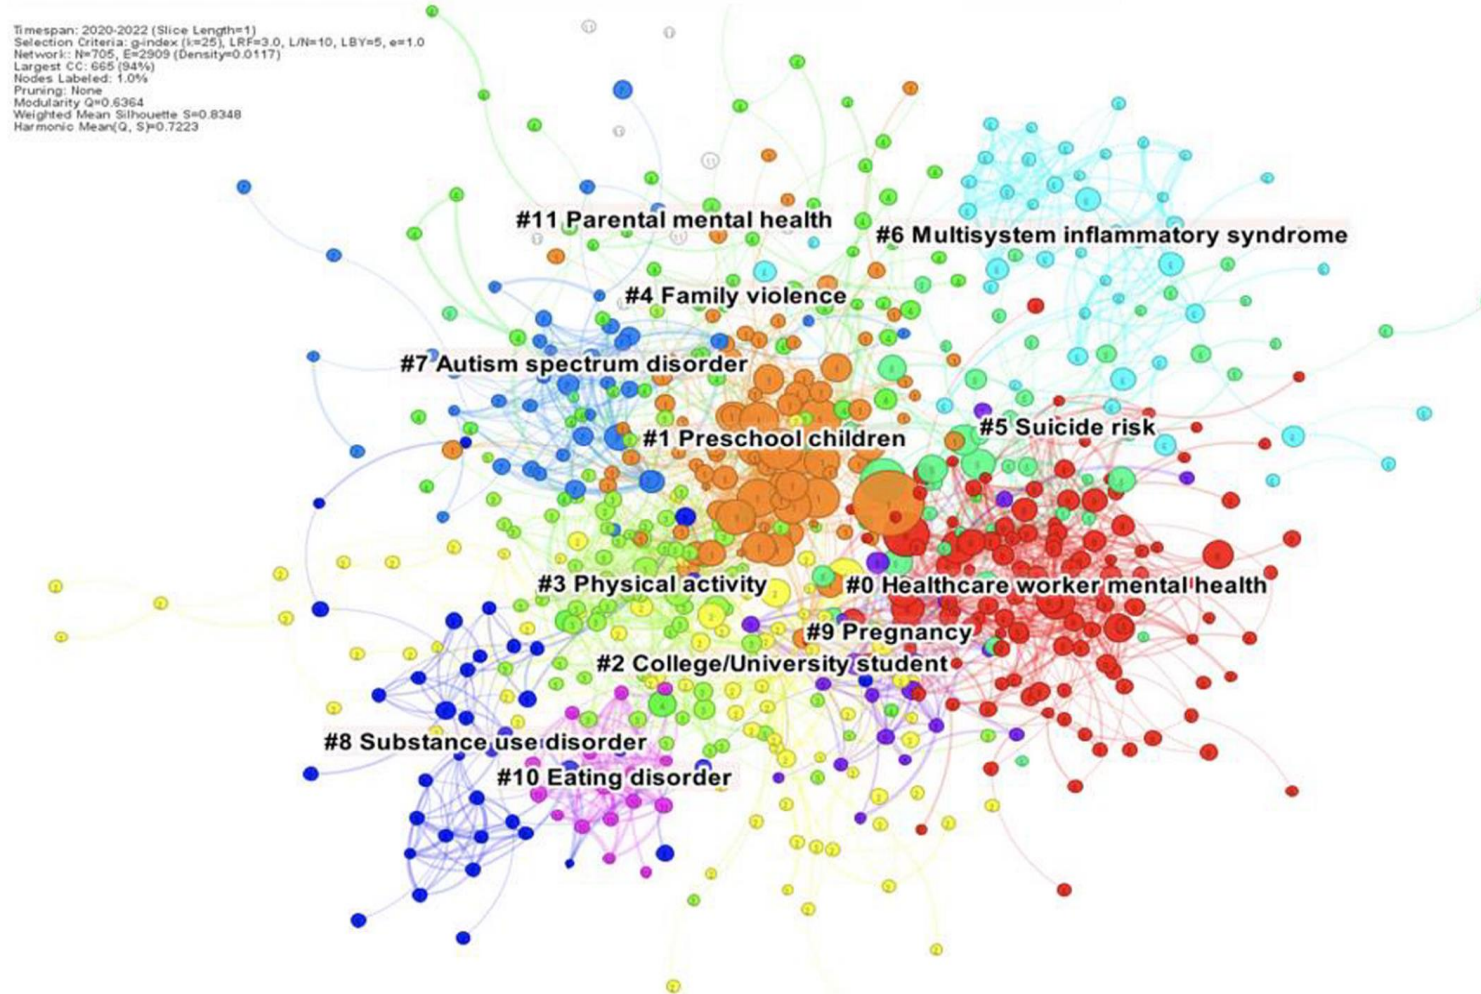 Timespan: 2020-2022 (Slice Length=1)
Selection Criteria: g-index (k=25), LRF=3.0, L/N=10, LBY=5, e=1.0
Network: N=705, E=2909 (Density=0.0117)
Largest CC: 665 (94%)
Nodes Labeled: 1.0%
Pruning: None
Modularity Q=0.6364
Weighted Mean Silhouette S=0.8348
Harmonic Mean(Q, S)=0.7223
#11 Parental mental health
#6 Multisystem inflammatory syndrome
#4 Family violence
#7 Autism spectrum disorder
#5 Suicide risk
#1 Preschool children
#3 Physical activity
#0 Healthcare worker mental health
#9 Pregnancy
#2 College/University student
#8 Substance use disorder
#10 Eating disorder